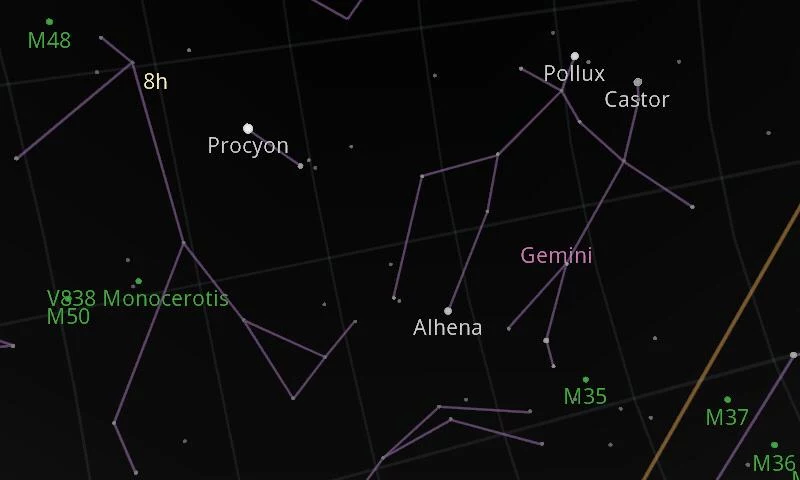 M48
8h
Pollux
Castor
Procyon
Gemini
V838 Monocerotis
M50
Alhena
M35
M37
M36